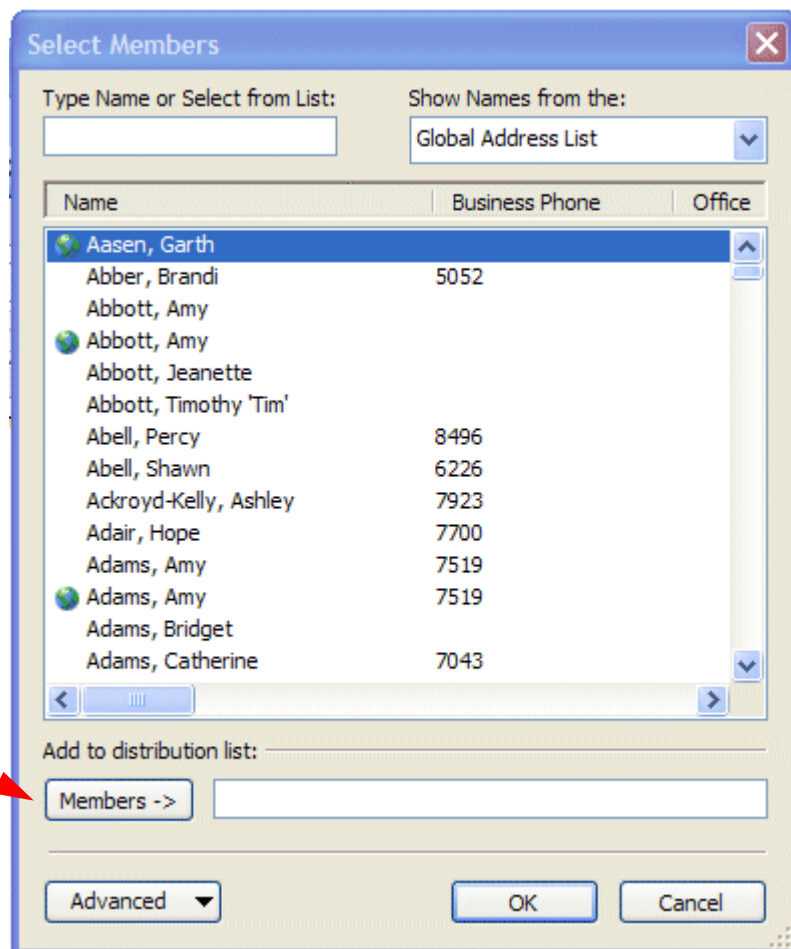 Select Members
Type Name or Select from List: Show Names from the:
Global Address List
Name Business Phone Office
Aasen, Garth
Abber, Brandi 5052
Abbott, Amy
Abbott, Amy
Abbott, Jeanette
Abbott, Timothy 'Tim'
Abell, Percy 8496
Abell, Shawn 6226
Ackroyd-Kelly, Ashley 7923
Adair, Hope 7700
Adams, Amy 7519
Adams, Amy 7519
Adams, Bridget
Adams, Catherine 7043
Add to distribution list:
Members ->
Advanced OK Cancel